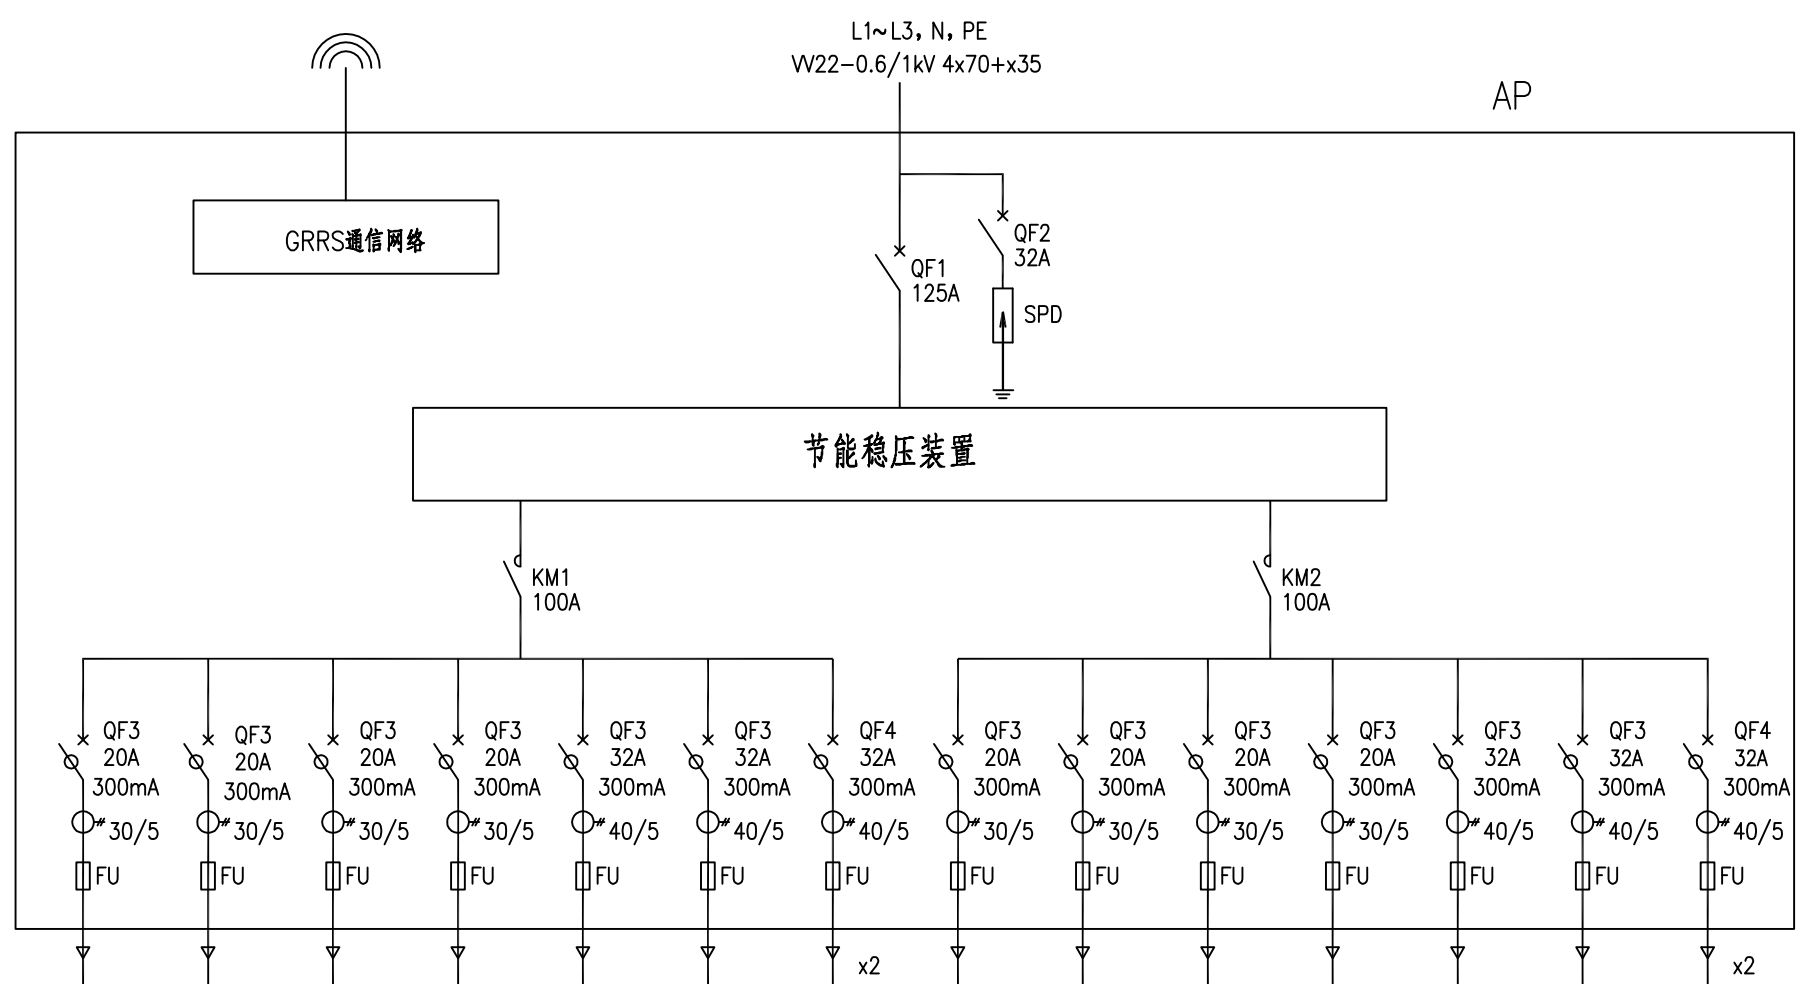 L1~L3, N, PE
VV22-0.6/1kV 4x70+x35
AP
GRRS通信网络
QF2
32A
QF1
125A
SPD
节能稳压装置
KM1
100A
KM2
100A
QF3
20A
300mA
30/5
FU
QF3
20A
300mA
30/5
FU
QF3
20A
300mA
30/5
FU
QF3
20A
300mA
30/5
FU
QF3
32A
300mA
40/5
FU
QF3
32A
300mA
40/5
FU
QF4
32A
300mA
40/5
FU
x2
QF3
20A
300mA
30/5
FU
QF3
20A
300mA
30/5
FU
QF3
20A
300mA
30/5
FU
QF3
20A
300mA
30/5
FU
QF3
32A
300mA
40/5
FU
QF3
32A
300mA
40/5
FU
QF4
32A
300mA
40/5
FU
x2